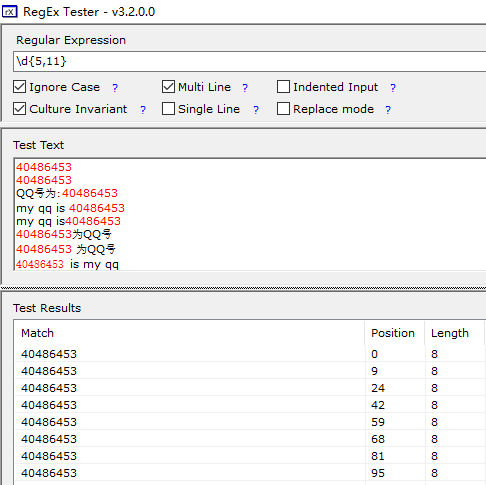 rX RegEx Tester - v3.2.0.0
Regular Expression
\d{5,11}
Ignore Case ? Multi Line ? Indented Input ?
Culture Invariant ? Single Line ? Replace mode ?
Test Text
40486453
40486453
QQ号为:40486453
my qq is 40486453
my qq is40486453
40486453为QQ号
40486453 为QQ号
40486453 is my qq
Test Results
Match Position Length
40486453 0 8
40486453 9 8
40486453 24 8
40486453 42 8
40486453 59 8
40486453 68 8
40486453 81 8
40486453 95 8